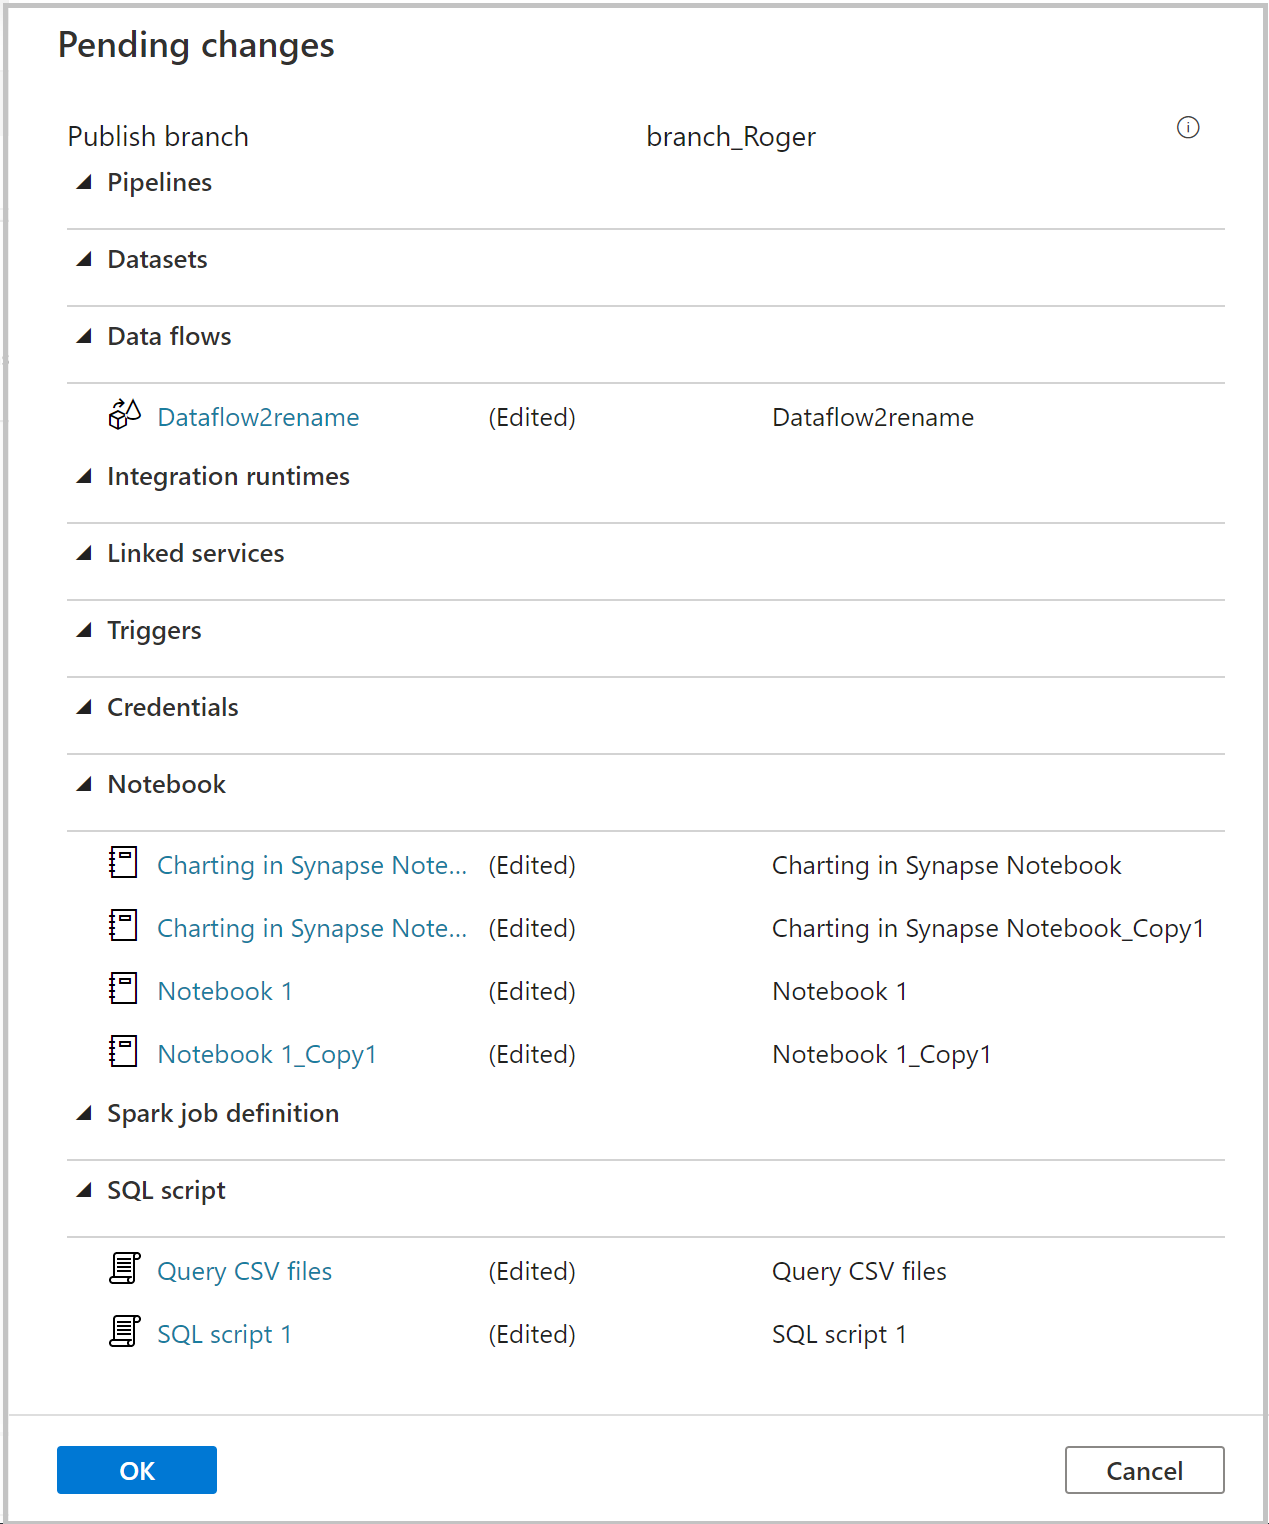 Pending changes
Publish branch branch_Roger
Pipelines
Datasets
Data flows
Dataflow2rename (Edited) Dataflow2rename
Integration runtimes
Linked services
Triggers
Credentials
Notebook
Charting in Synapse Note... (Edited) Charting in Synapse Notebook
Charting in Synapse Note... (Edited) Charting in Synapse Notebook_Copy1
Notebook 1 (Edited) Notebook 1
Notebook 1_Copy1 (Edited) Notebook 1_Copy1
Spark job definition
SQL script
Query CSV files (Edited) Query CSV files
SQL script 1 (Edited) SQL script 1
OK Cancel